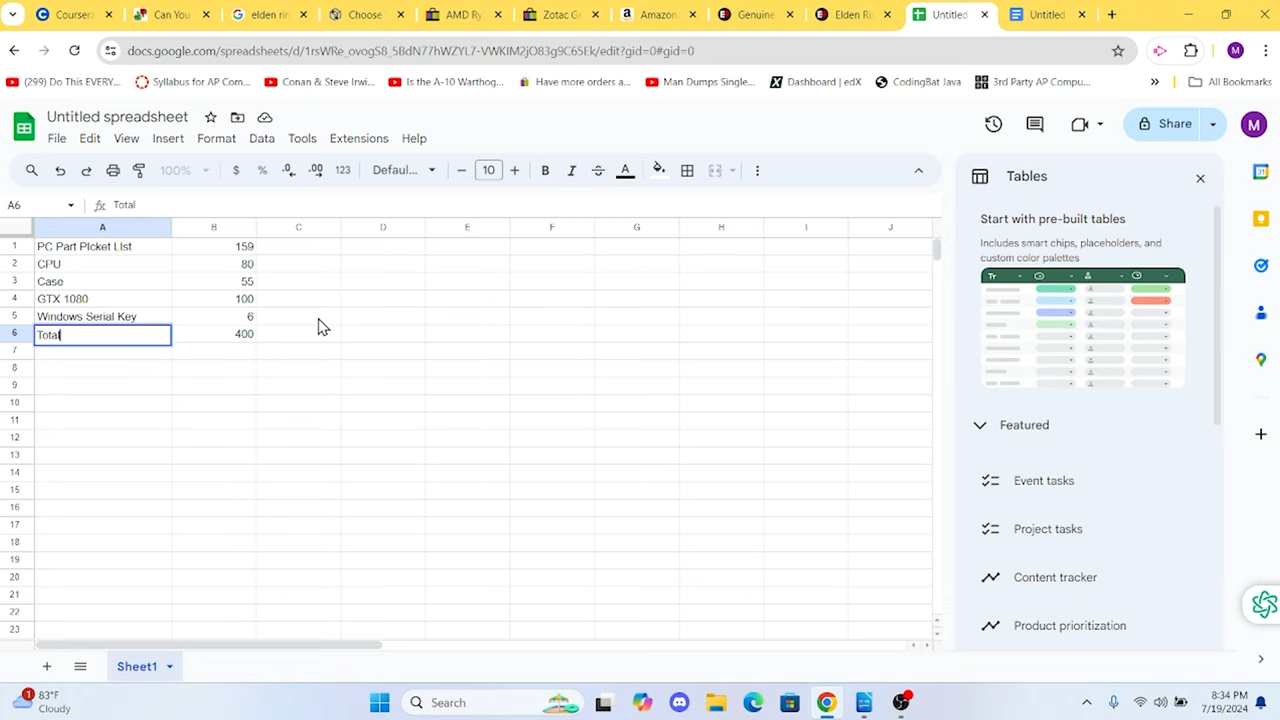 Coursera
Can You
elden rin
Choose
AMD Ry
Zotac G
Amazon.
Genuine
Elden Ri
Untitled
Untitled
docs.google.com/spreadsheets/d/1rsWRe_ovogS8_5BdN77hWZYL7-VWKIM2jO83g9C65Ek/edit?gid=0#gid=0
M
(299) Do This EVERY...
Syllabus for AP Com...
Conan & Steve Irwi...
Is the A-10 Warthog...
Have more orders a...
Man Dumps Single...
Dashboard | edX
CodingBat Java
3rd Party AP Compu...
All Bookmarks
Untitled spreadsheet
File Edit View Insert Format Data Tools Extensions Help
Share
M
100% $ % .0 .00 123 Defaul... 10 B I A
A6 fx Total
A B C D E F G H I J
1 PC Part Picket List 159
2 CPU 80
3 Case 55
4 GTX 1080 100
5 Windows Serial Key 6
6 Total 400
7
8
9
10
11
12
13
14
15
16
17
18
19
20
21
22
23
Tables
Start with pre-built tables
Includes smart chips, placeholders, and
custom color palettes
Featured
Event tasks
Project tasks
Content tracker
Product prioritization
Sheet1
1
83°F
Cloudy
Search
8:34 PM
7/19/2024